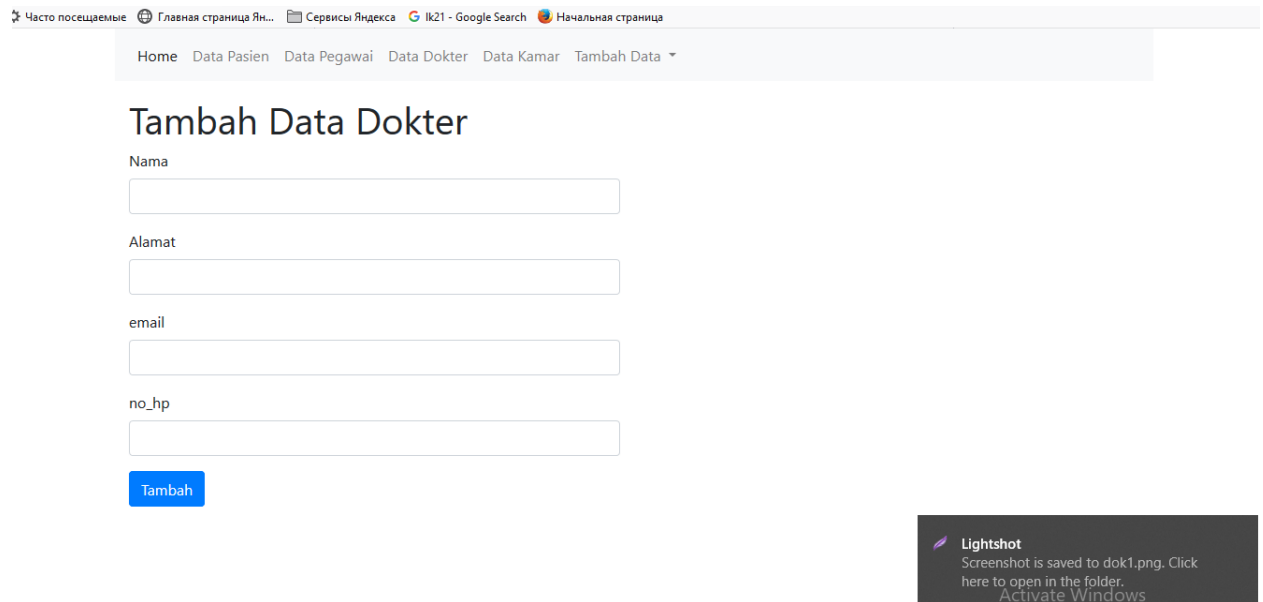 Часто посещаемые Главная страница Ян... Сервисы Яндекса lk21 - Google Search Начальная страница
Home Data Pasien Data Pegawai Data Dokter Data Kamar Tambah Data
Tambah Data Dokter
Nama
Alamat
email
no_hp
Tambah
Lightshot
Screenshot is saved to dok1.png. Click
here to open in the folder.
Activate Windows